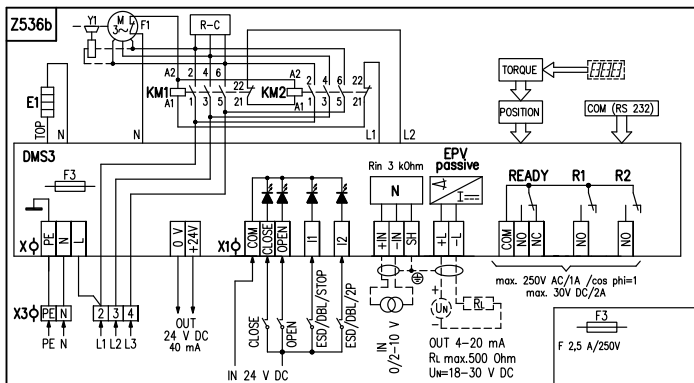 Z536b
Y1
M
3~
F1
R-C
A2
2 4 6
22
A2
2 4 6
22
KM1
KM2
A1
1 3 5
21
A1
1 3 5
21
E1
TOP
N
N
L1
L2
TORQUE
POSITION
COM (RS 232)
DMS3
F3
Rin 3 kOhm
N
EPV
passive
I
READY
R1
R2
X
PE
N
L
0 V
+24V
X1
COM
CLOSE
OPEN
I1
I2
+IN
-IN
SH
+L
-L
COM
NO
NC
NO
NO
max. 250V AC/1A /cos phi=1
max. 30V DC/2A
X3
PE
N
2
3
4
PE N
L1 L2 L3
OUT
24 V DC
40 mA
CLOSE
OPEN
ESD/DBL/STOP
ESD/DBL/2P
IN 24 V DC
IN
0/2-10 V
+
UN
-
RL
OUT 4-20 mA
RL max.500 Ohm
UN=18-30 V DC
F3
F 2,5 A/250V